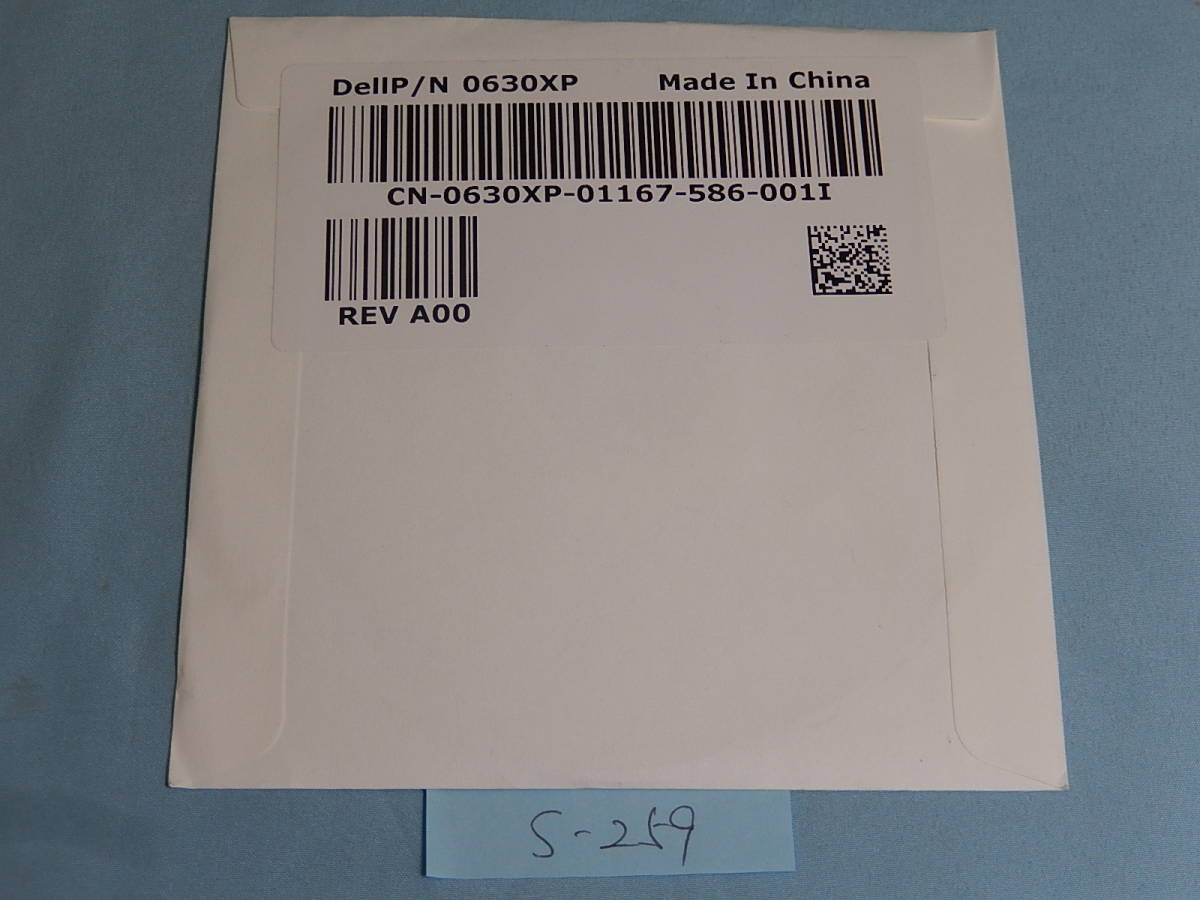 DellP/N 0630XP Made In China
CN-0630XP-01167-586-001I
REV A00
S-259